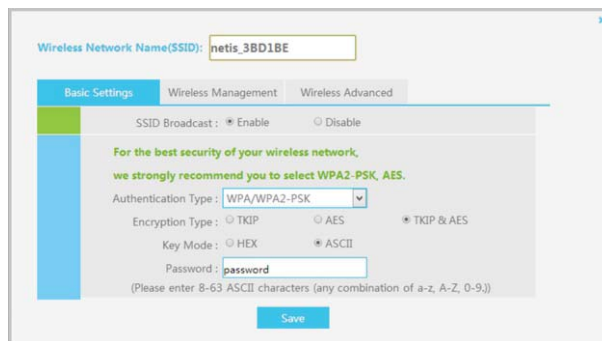 Wireless Network Name(SSID): netis_3BD1BE
Basic Settings Wireless Management Wireless Advanced
SSID Broadcast : Enable Disable
For the best security of your wireless network,
we strongly recommend you to select WPA2-PSK, AES.
Authentication Type : WPA/WPA2-PSK
Encryption Type : TKIP AES TKIP & AES
Key Mode : HEX ASCII
Password : password
(Please enter 8-63 ASCII characters (any combination of a-z, A-Z, 0-9.))
Save